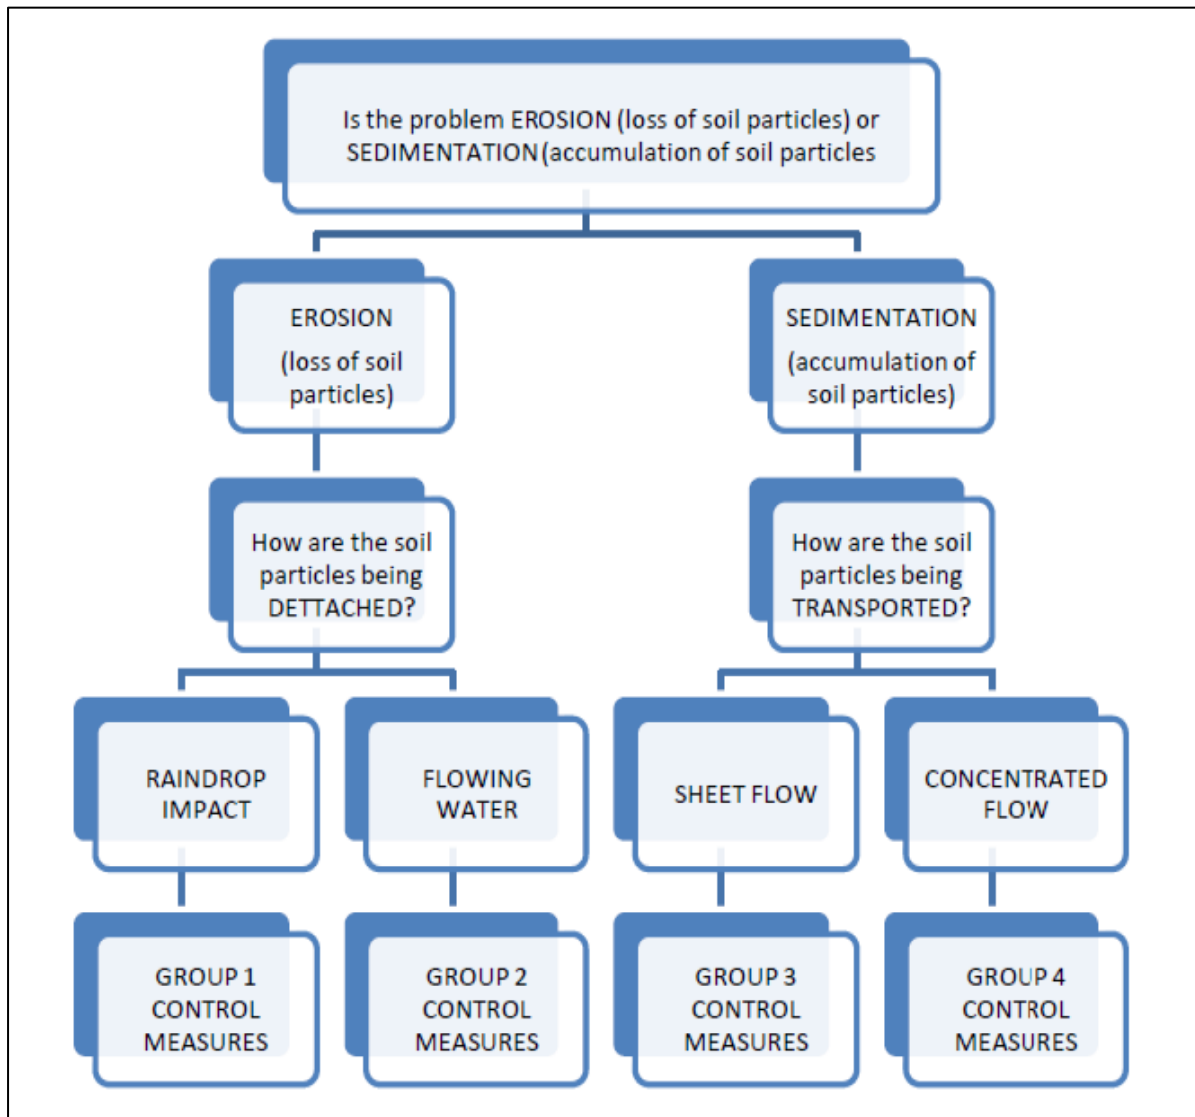 Is the problem EROSION (loss of soil particles) or
SEDIMENTATION (accumulation of soil particles
EROSION
(loss of soil
particles)
SEDIMENTATION
(accumulation of
soil particles)
How are the soil
particles being
DETTACHED?
How are the soil
particles being
TRANSPORTED?
RAINDROP
IMPACT
FLOWING
WATER
SHEET FLOW
CONCENTRATED
FLOW
GROUP 1
CONTROL
MEASURES
GROUP 2
CONTROL
MEASURES
GROUP 3
CONTROL
MEASURES
GROUP 4
CONTROL
MEASURES